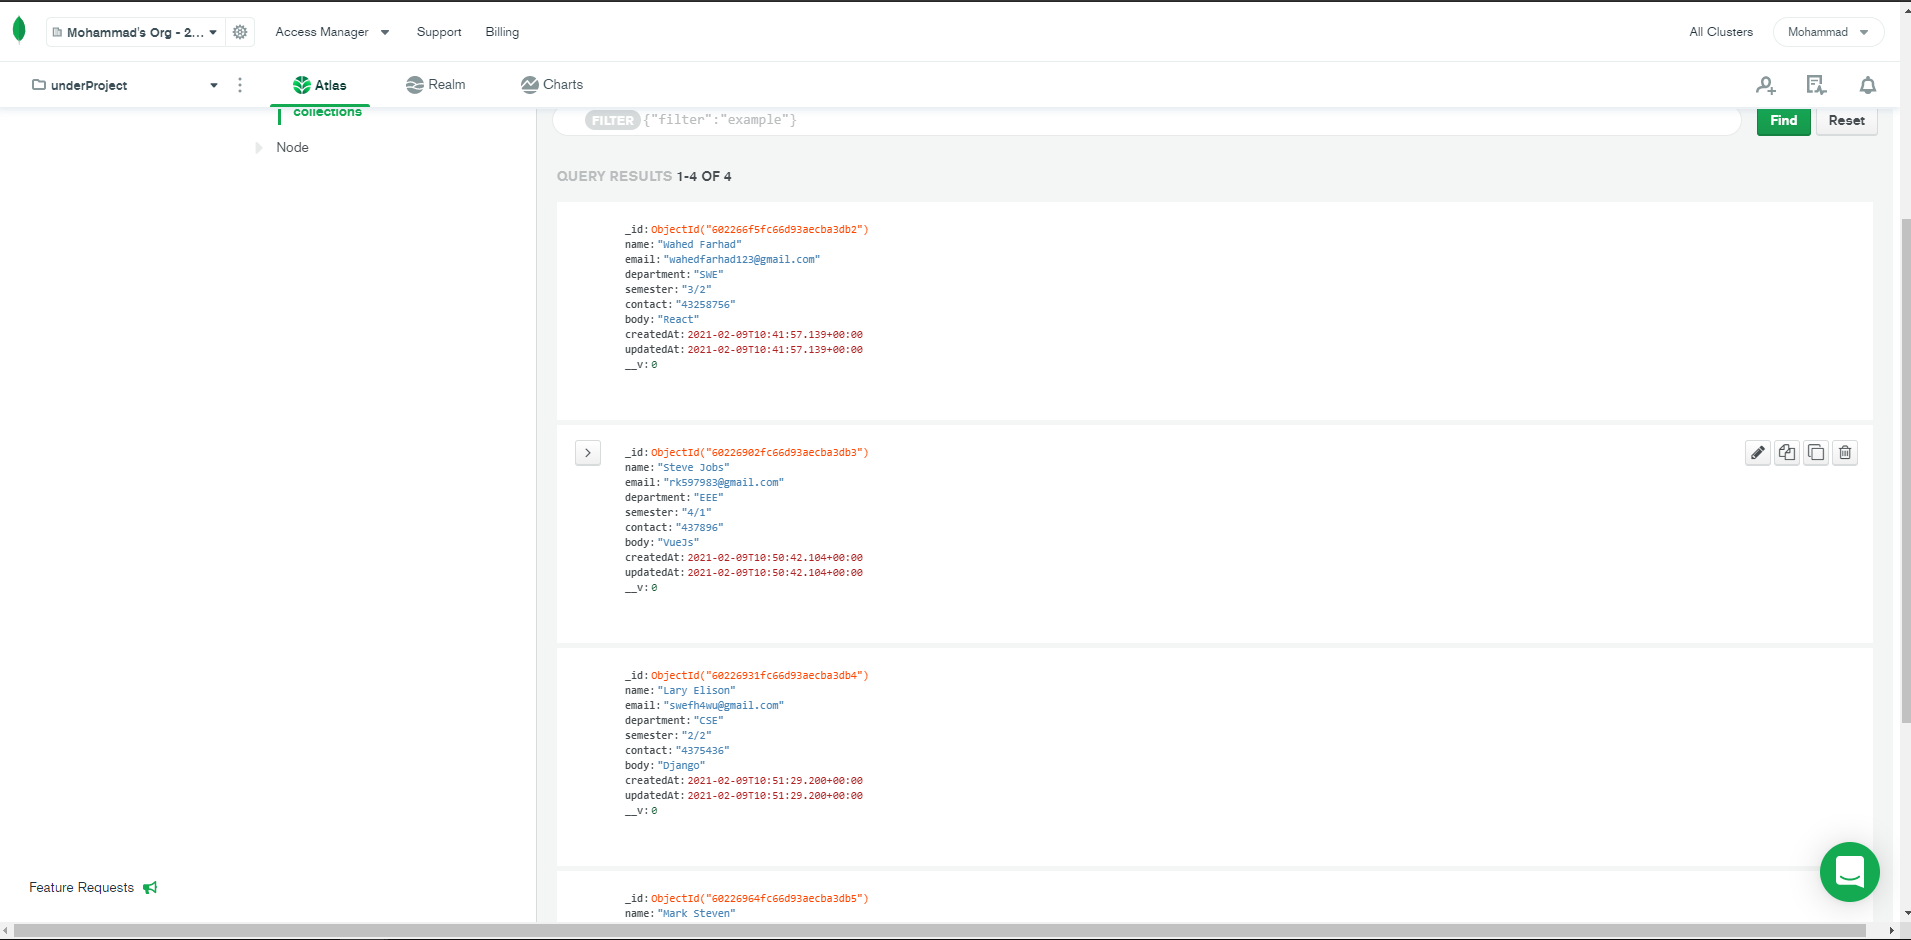 Mohammad's Org - 2... Access Manager Support Billing All Clusters Mohammad
underProject Atlas Realm Charts
collections
Node
FILTER {"filter":"example"} Find Reset
QUERY RESULTS 1-4 OF 4
_id:ObjectId("602266f5fc66d93aecba3db2")
name:"Wahed Farhad"
email:"wahedfarhad123@gmail.com"
department:"SWE"
semester:"3/2"
contact:"43258756"
body:"React"
createdAt:2021-02-09T10:41:57.139+00:00
updatedAt:2021-02-09T10:41:57.139+00:00
__v:0
_id:ObjectId("60226902fc66d93aecba3db3")
name:"Steve Jobs"
email:"rk597983@gmail.com"
department:"EEE"
semester:"4/1"
contact:"437896"
body:"VueJs"
createdAt:2021-02-09T10:50:42.104+00:00
updatedAt:2021-02-09T10:50:42.104+00:00
__v:0
_id:ObjectId("60226931fc66d93aecba3db4")
name:"Lary Elison"
email:"swefh4wu@gmail.com"
department:"CSE"
semester:"2/2"
contact:"4375436"
body:"Django"
createdAt:2021-02-09T10:51:29.200+00:00
updatedAt:2021-02-09T10:51:29.200+00:00
__v:0
Feature Requests
_id:ObjectId("60226964fc66d93aecba3db5")
name:"Mark Steven"